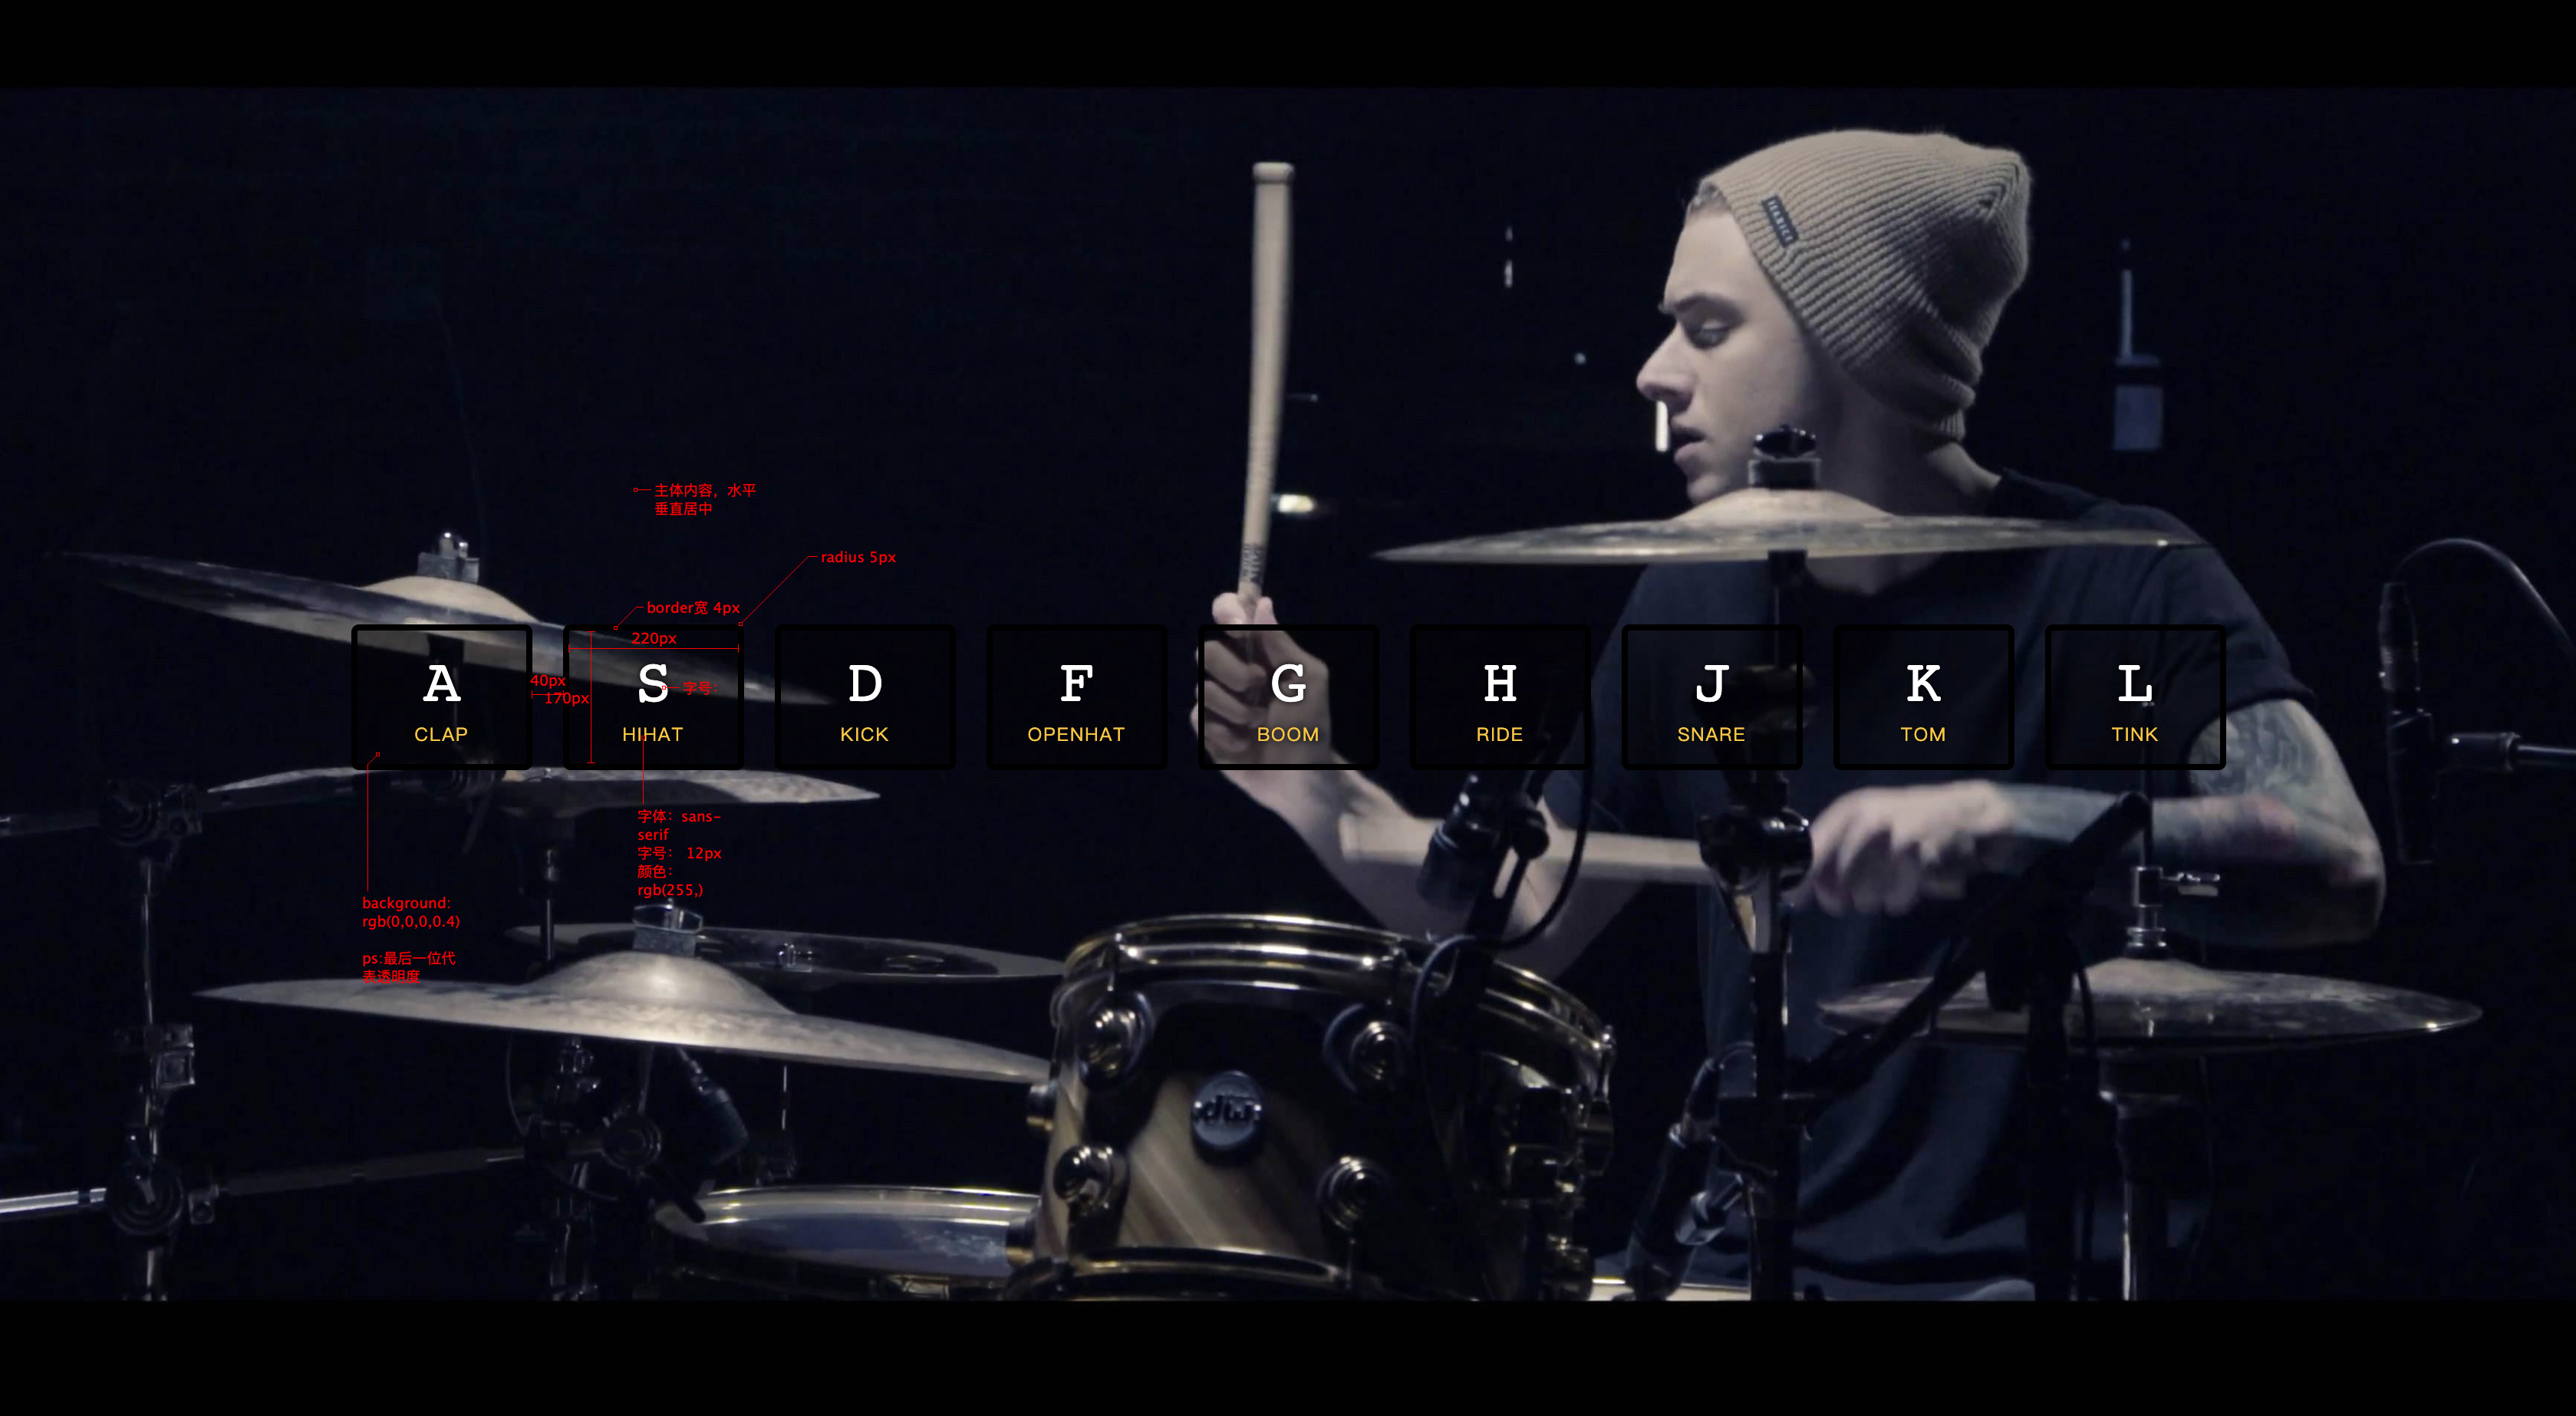 主体内容，水平
垂直居中
radius 5px
border宽 4px
220px
40px
170px
字号：
A
S
D
F
G
H
J
K
L
CLAP
HIHAT
KICK
OPENHAT
BOOM
RIDE
SNARE
TOM
TINK
字体：sans-
serif
字号： 12px
颜色：
rgb(255,)
background:
rgb(0,0,0,0.4)
ps:最后一位代
表透明度
dw